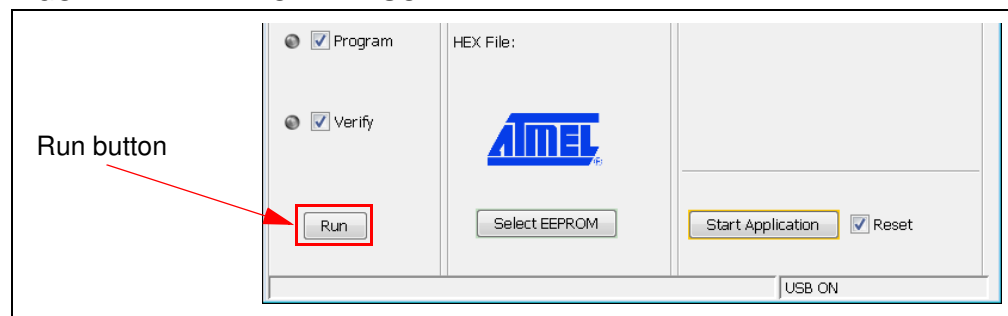 Program
HEX File:
Verify
ATMEL
Run button
Run
Select EEPROM
Start Application
Reset
USB ON